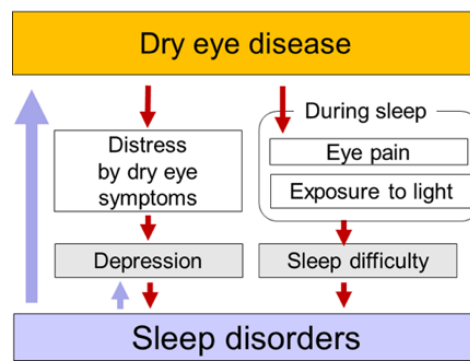 Dry eye disease
During sleep
Distress
by dry eye
symptoms
Eye pain
Exposure to light
Depression
Sleep difficulty
Sleep disorders